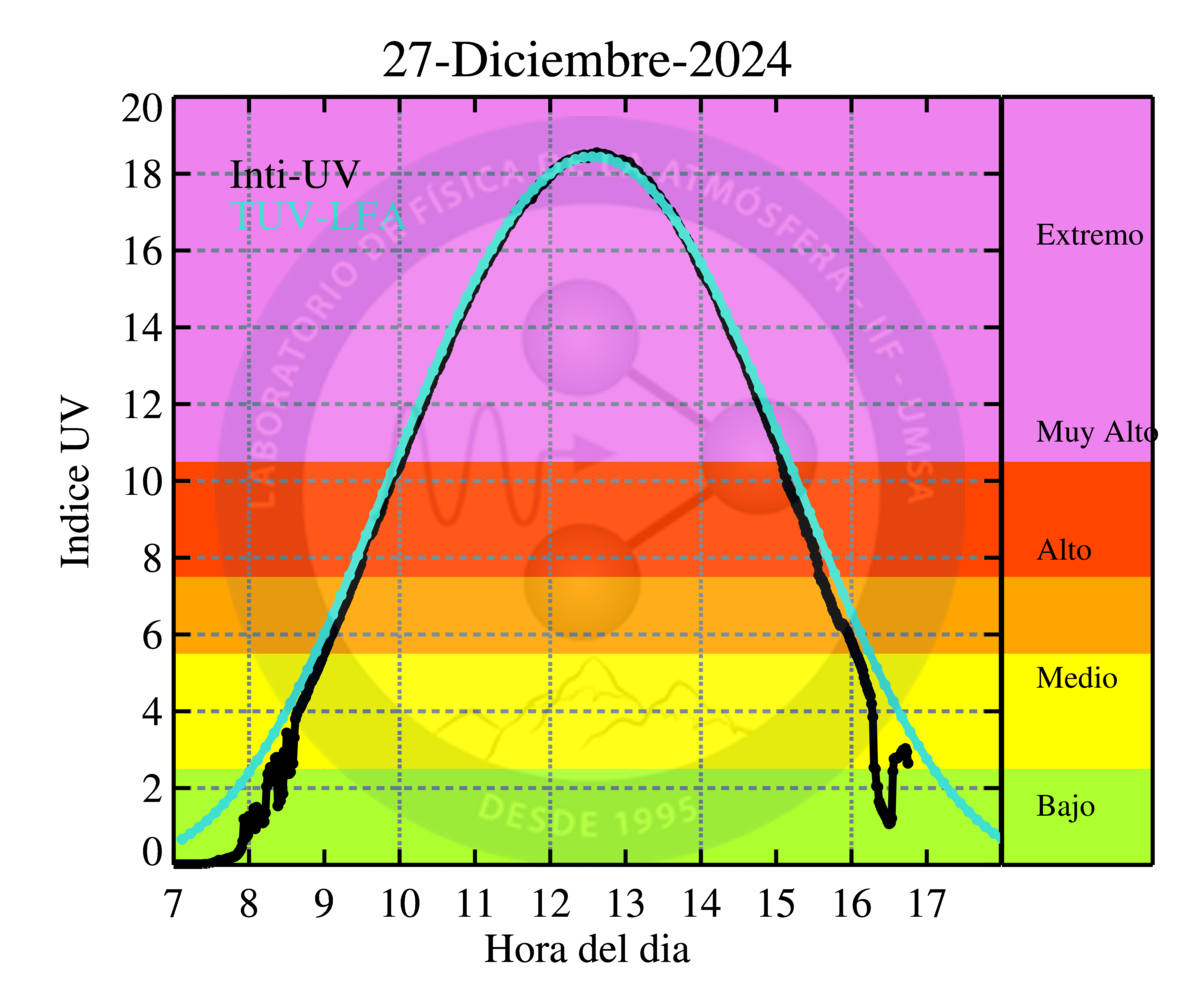 27-Diciembre-2024
20
18
16
14
12
10
8
6
4
2
0
Indice UV
Inti-UV
TUV-LFA
LABORATORIO DE FÍSICA DE LA ATMÓSFERA - IIF - UMSA
DESDE 1995
Extremo
Muy Alto
Alto
Medio
Bajo
7 8 9 10 11 12 13 14 15 16 17
Hora del dia